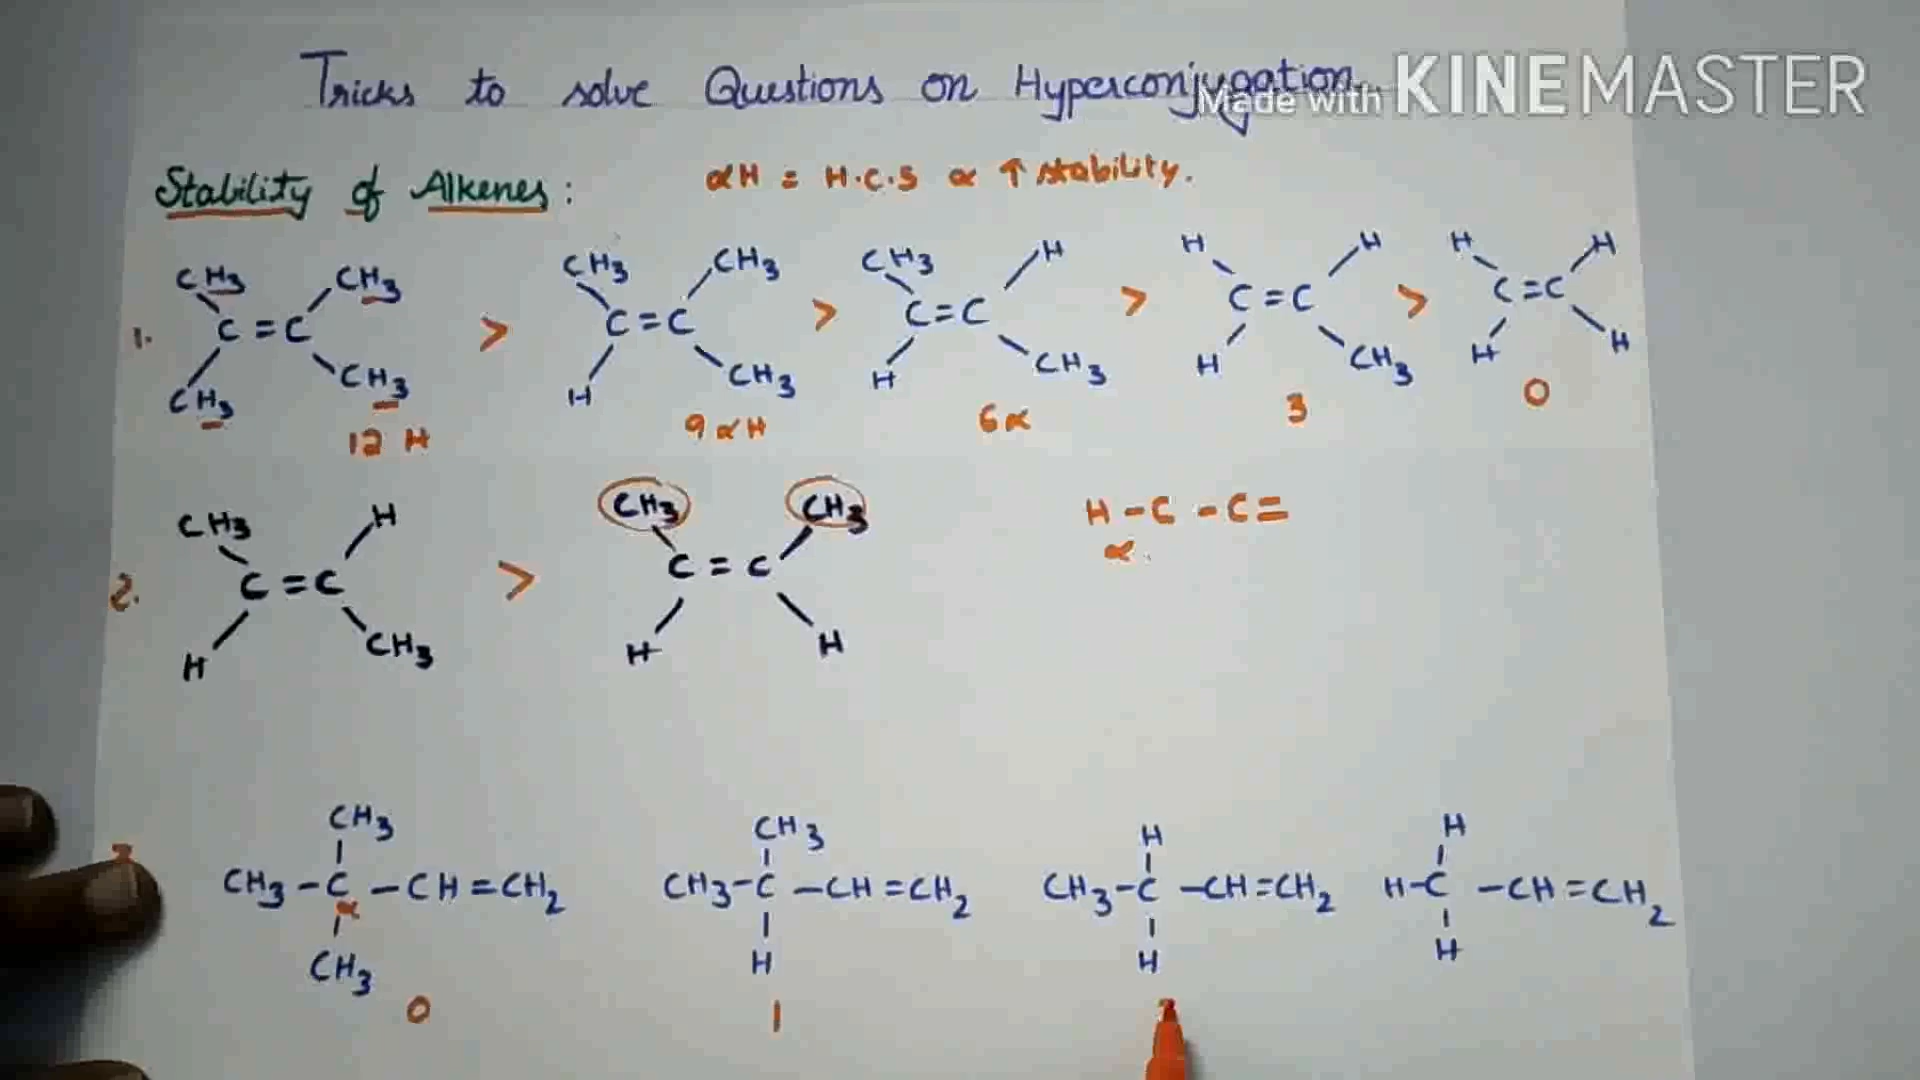 Tricks to solve Questions on Hyperconjugation.
Made with KINEMASTER
Stability of Alkenes:
αH = H.C.S α ↑ stability.
1.
CH3 CH3 C=C CH3 CH3 12 H
>
CH3 CH3 C=C H CH3 9αH
>
CH3 H C=C H CH3 6α
>
H H C=C H CH3 3
>
H H C=C H H 0
2.
CH3 H C=C H CH3
>
CH3 CH3 C=C H H
H-C-C=
α
CH3
CH3-C-CH=CH2
α
CH3
0
CH3
CH3-C-CH=CH2
H
1
H
CH3-C-CH=CH2
H
H
H-C-CH=CH2
H